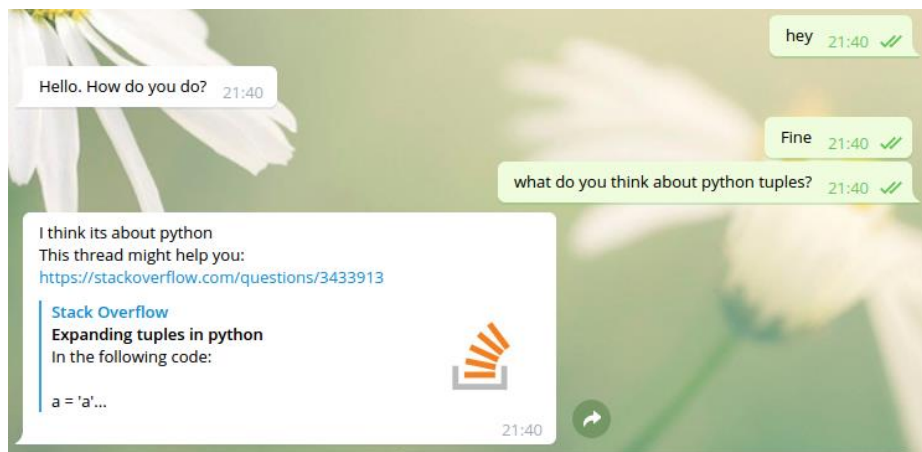 hey 21:40
Hello. How do you do? 21:40
Fine 21:40
what do you think about python tuples? 21:40
I think its about python
This thread might help you:
https://stackoverflow.com/questions/3433913
Stack Overflow
Expanding tuples in python
In the following code:
a = 'a'...
21:40